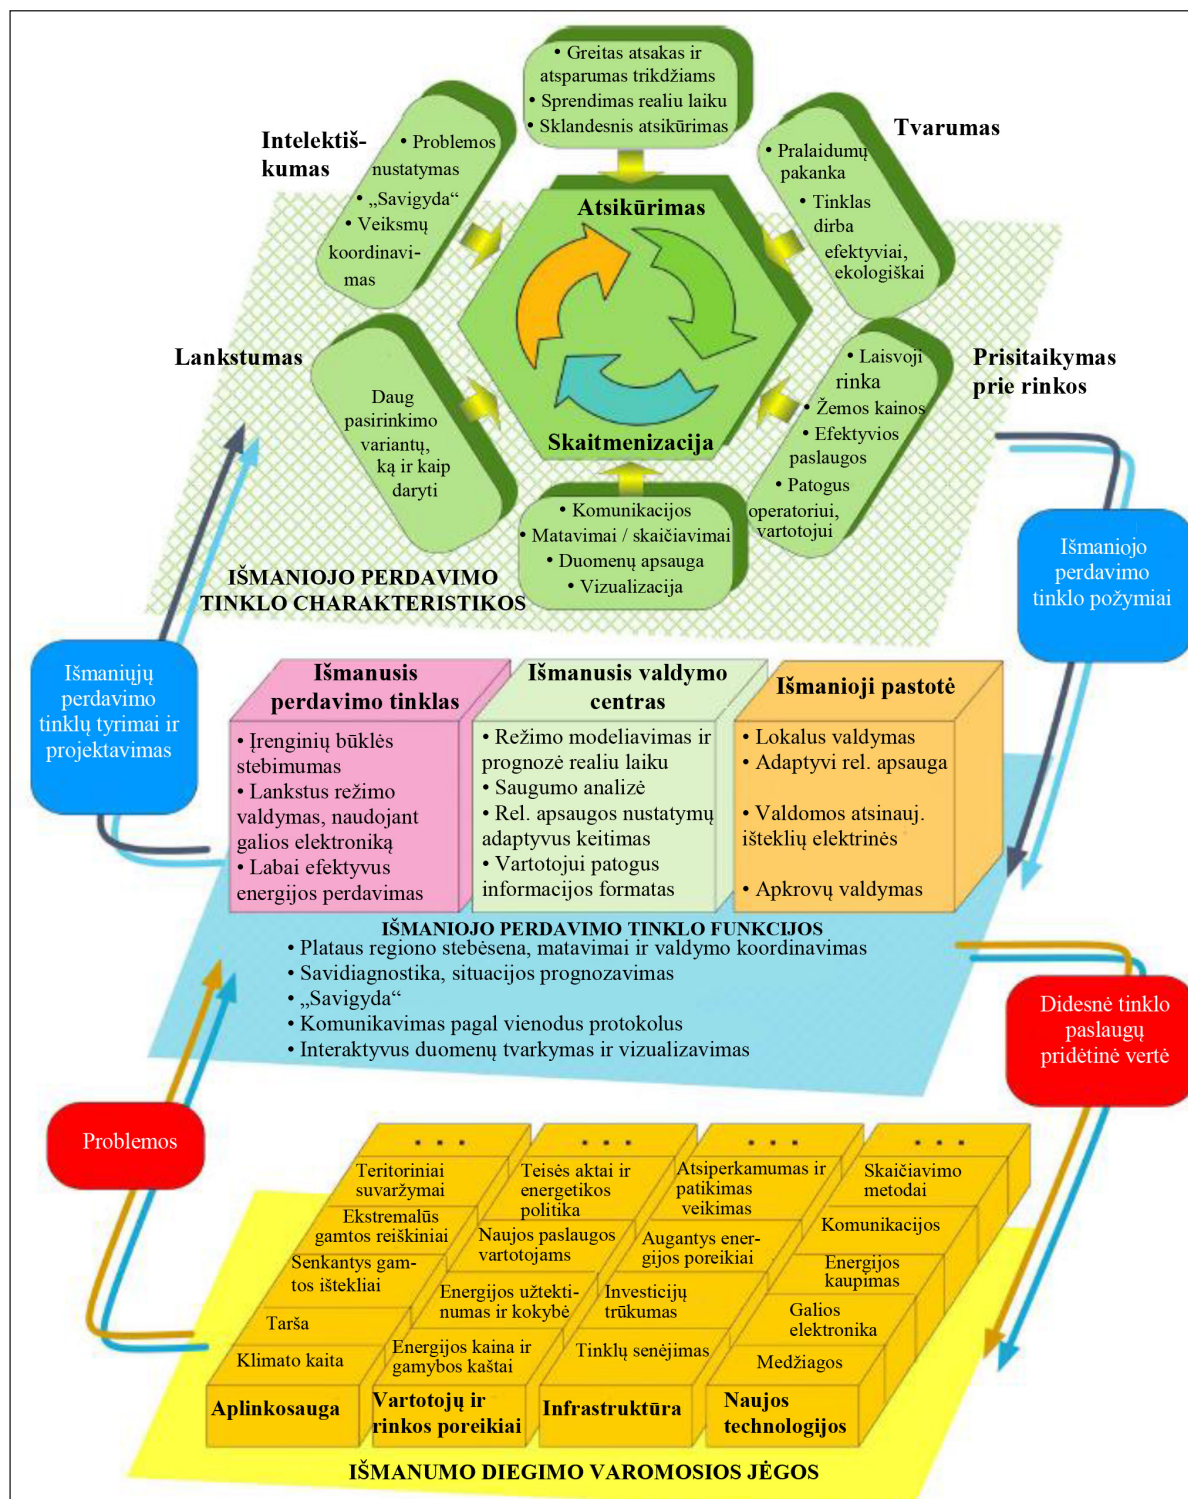 • Greitas atsakas ir
atsparumas trikdžiams
• Sprendimas realiu laiku
• Sklandesnis atsikūrimas
Intelektiš-
kumas
• Problemos
nustatymas
• „Savigyda“
• Veiksmų
koordinavi-
mas
Tvarumas
• Pralaidumų
pakanka
• Tinklas
dirba
efektyviai,
ekologiškai
Atsikūrimas
Skaitmenizacija
Lankstumas
Daug
pasirinkimo
variantų,
ką ir kaip
daryti
Prisitaikymas
prie rinkos
• Laisvoji
rinka
• Žemos kainos
• Efektyvios
paslaugos
• Patogus
operatoriui,
vartotojui
• Komunikacijos
• Matavimai / skaičiavimai
• Duomenų apsauga
• Vizualizacija
IŠMANIOJO PERDAVIMO
TINKLO CHARAKTERISTIKOS
Išmaniojo
perdavimo
tinklo požymiai
Išmaniųjų
perdavimo
tinklų tyrimai ir
projektavimas
Išmanusis
perdavimo tinklas
• Įrenginių būklės
stebimumas
• Lankstus režimo
valdymas, naudojant
galios elektroniką
• Labai efektyvus
energijos perdavimas
Išmanusis valdymo
centras
• Režimo modeliavimas ir
prognozė realiu laiku
• Saugumo analizė
• Rel. apsaugos nustatymų
adaptyvus keitimas
• Vartotojui patogus
informacijos formatas
Išmanioji pastotė
• Lokalus valdymas
• Adaptyvi rel. apsauga
• Valdomos atsinauj.
išteklių elektrinės
• Apkrovų valdymas
IŠMANIOJO PERDAVIMO TINKLO FUNKCIJOS
• Plataus regiono stebėsena, matavimai ir valdymo koordinavimas
• Savidiagnostika, situacijos prognozavimas
• „Savigyda“
• Komunikavimas pagal vienodus protokolus
• Interaktyvus duomenų tvarkymas ir vizualizavimas
Didesnė tinklo
paslaugų
pridėtinė vertė
Problemos
. . .
Teritoriniai
suvaržymai
Ekstremalūs
gamtos reiškiniai
Senkantys gam-
tos ištekliai
Tarša
Klimato kaita
Aplinkosauga
. . .
Teisės aktai ir
energetikos
politika
Naujos paslaugos
vartotojams
Energijos užtekti-
numas ir kokybė
Energijos kaina ir
gamybos kaštai
Vartotojų ir
rinkos poreikiai
. . .
Atsiperkamumas ir
patikimas
veikimas
Augantys ener-
gijos poreikiai
Investicijų
trūkumas
Tinklų senėjimas
Infrastruktūra
. . .
Skaičiavimo
metodai
Komunikacijos
Energijos
kaupimas
Galios
elektronika
Medžiagos
Naujos
technologijos
IŠMANUMO DIEGIMO VAROMOSIOS JĖGOS